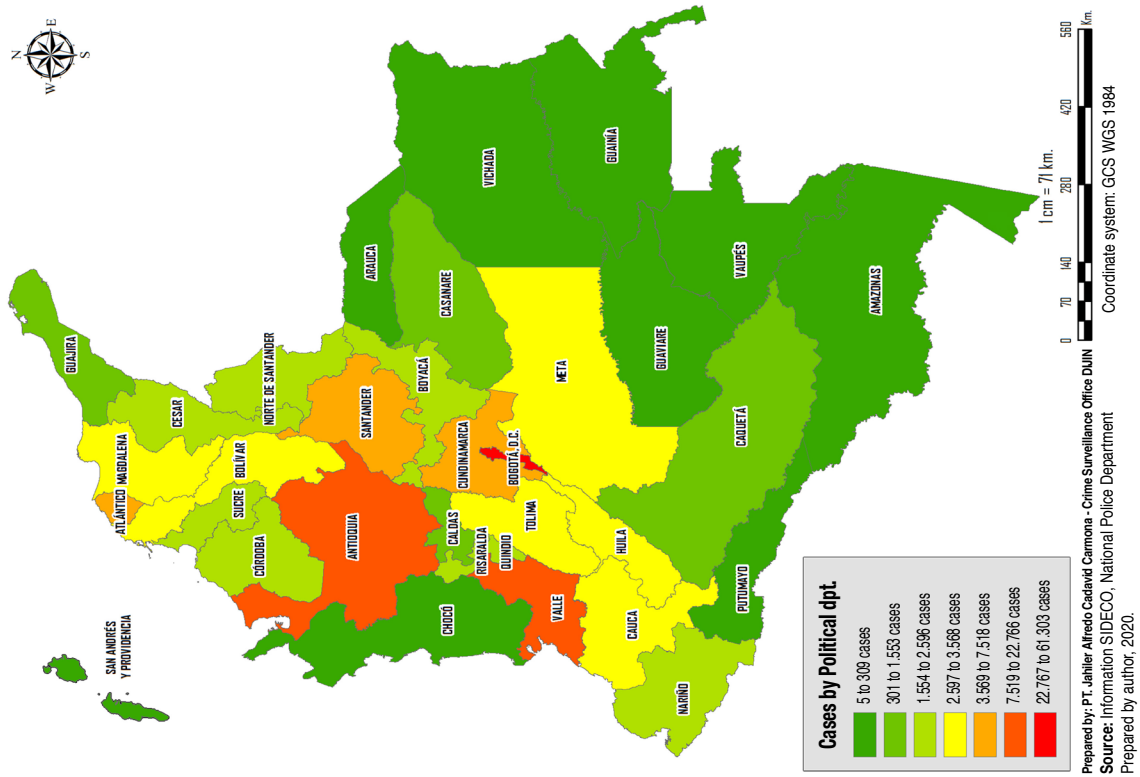 N
W
E
S
SAN ANDRÉS
Y PROVIDENCIA
GUAJIRA
ATLÁNTICO
MAGDALENA
CESAR
BOLÍVAR
SUCRE
CÓRDOBA
NORTE DE SANTANDER
ANTIOQUIA
SANTANDER
ARAUCA
CHOCÓ
CALDAS
RISARALDA
QUINDIO
CUNDINAMARCA
BOGOTÁ, D.C.
BOYACÁ
CASANARE
VICHADA
VALLE
TOLIMA
META
GUAINÍA
CAUCA
HUILA
GUAVIARE
NARIÑO
PUTUMAYO
CAQUETÁ
VAUPÉS
AMAZONAS
Cases by Political dpt.
5 to 309 cases
301 to 1.553 cases
1.554 to 2.596 cases
2.597 to 3.568 cases
3.569 to 7.518 cases
7.519 to 22.766 cases
22.767 to 61.303 cases
1 cm = 71 km.
0 70 140 280 420 560
Km.
Coordinate system: GCS WGS 1984
Prepared by: PT. Jahiler Alfredo Cadavid Carmona - Crime Surveillance Office DIJIN
Source: Information SIDECO, National Police Department
Prepared by author, 2020.